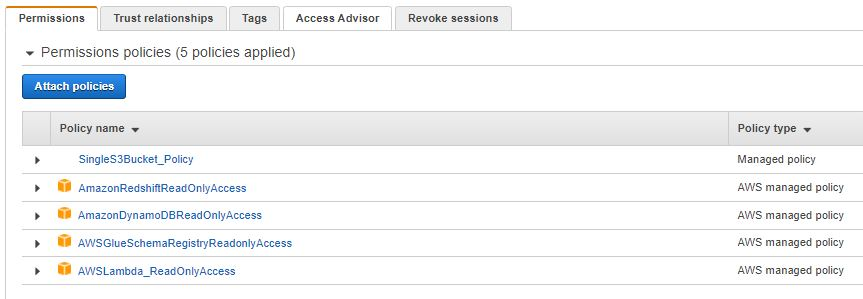 Permissions Trust relationships Tags Access Advisor Revoke sessions
Permissions policies (5 policies applied)
Attach policies
Policy name Policy type
SingleS3Bucket_Policy Managed policy
AmazonRedshiftReadOnlyAccess AWS managed policy
AmazonDynamoDBReadOnlyAccess AWS managed policy
AWSGlueSchemaRegistryReadonlyAccess AWS managed policy
AWSLambda_ReadOnlyAccess AWS managed policy